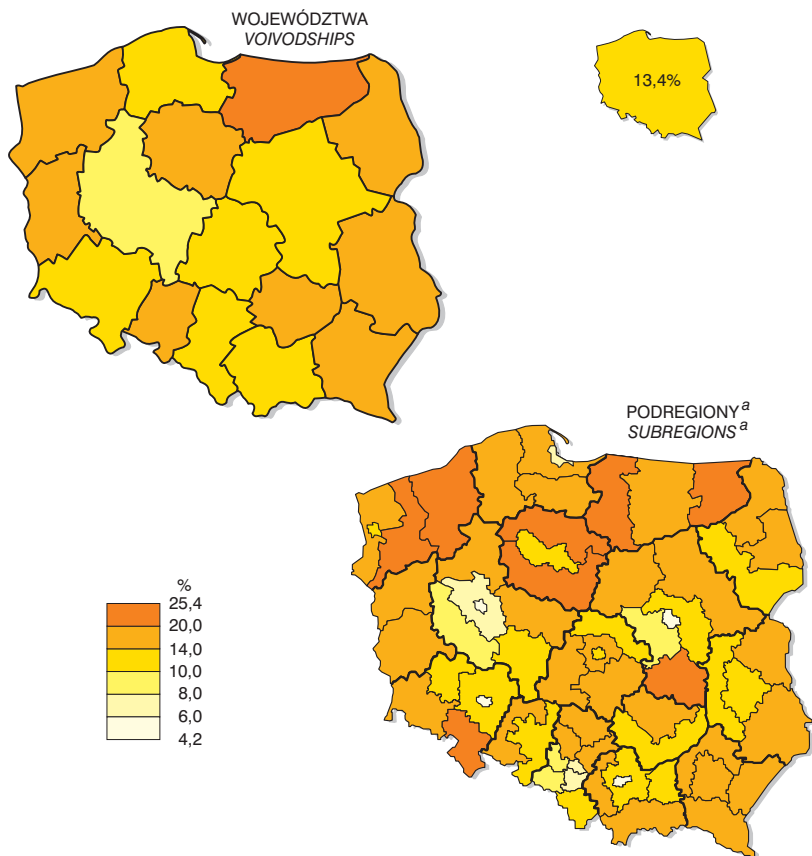 WOJEWÓDZTWA
VOIVODSHIPS
13,4%
PODREGIONY a
SUBREGIONS a
%
25,4
20,0
14,0
10,0
8,0
6,0
4,2